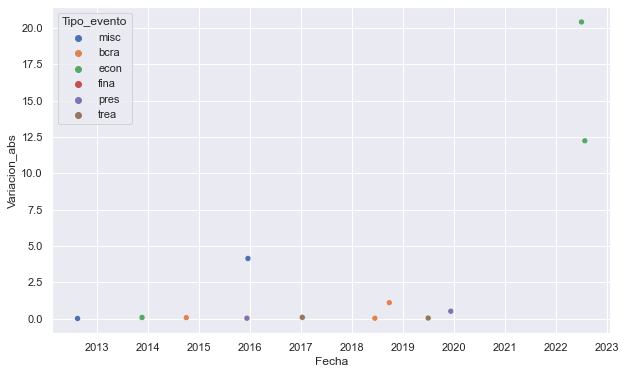 Tipo_evento
misc
bcra
econ
fina
pres
trea
20.0
17.5
15.0
12.5
10.0
7.5
5.0
2.5
0.0
Variacion_abs
2013 2014 2015 2016 2017 2018 2019 2020 2021 2022 2023
Fecha